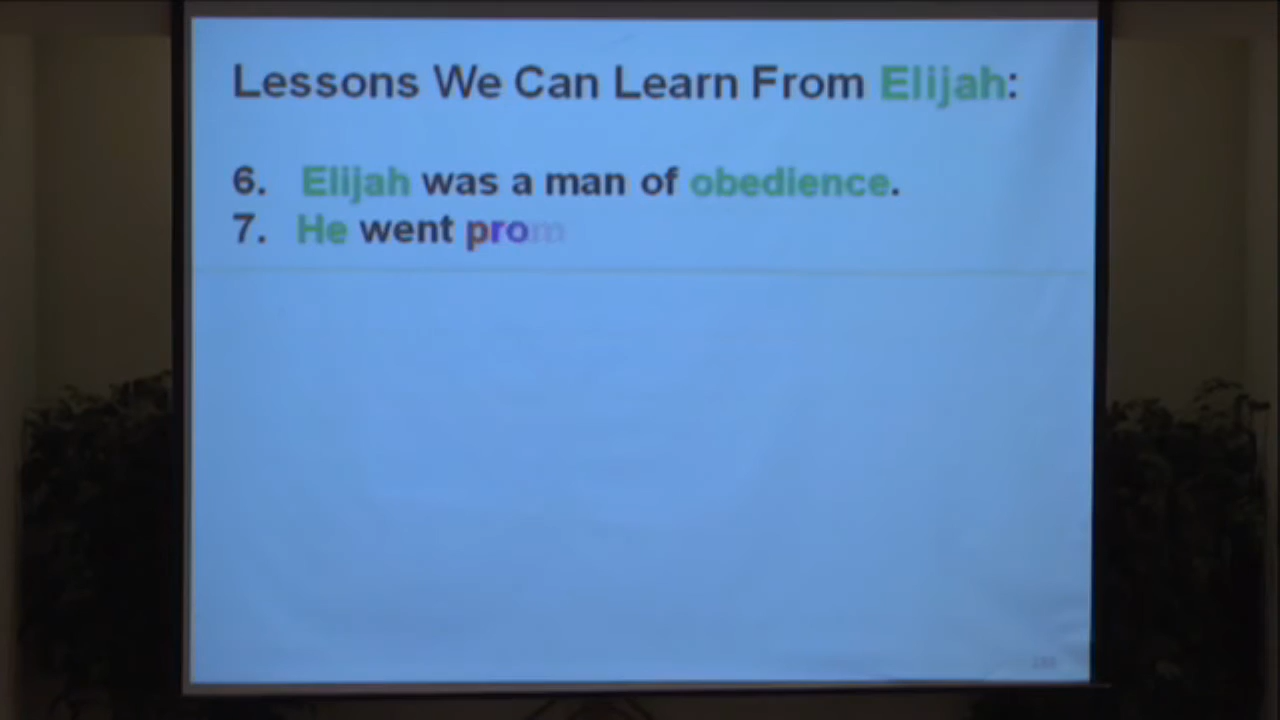 Lessons We Can Learn From Elijah:
6. Elijah was a man of obedience.
7. He went prom